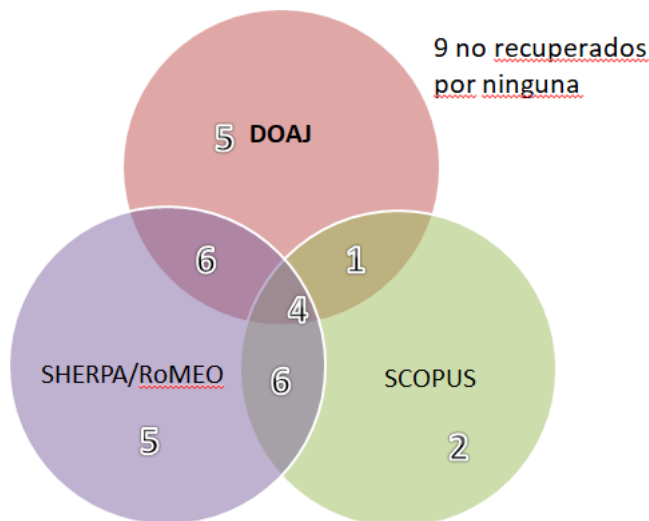 9 no recuperados
por ninguna
5 DOAJ
6
1
4
SHERPA/RoMEO
6
SCOPUS
5
2